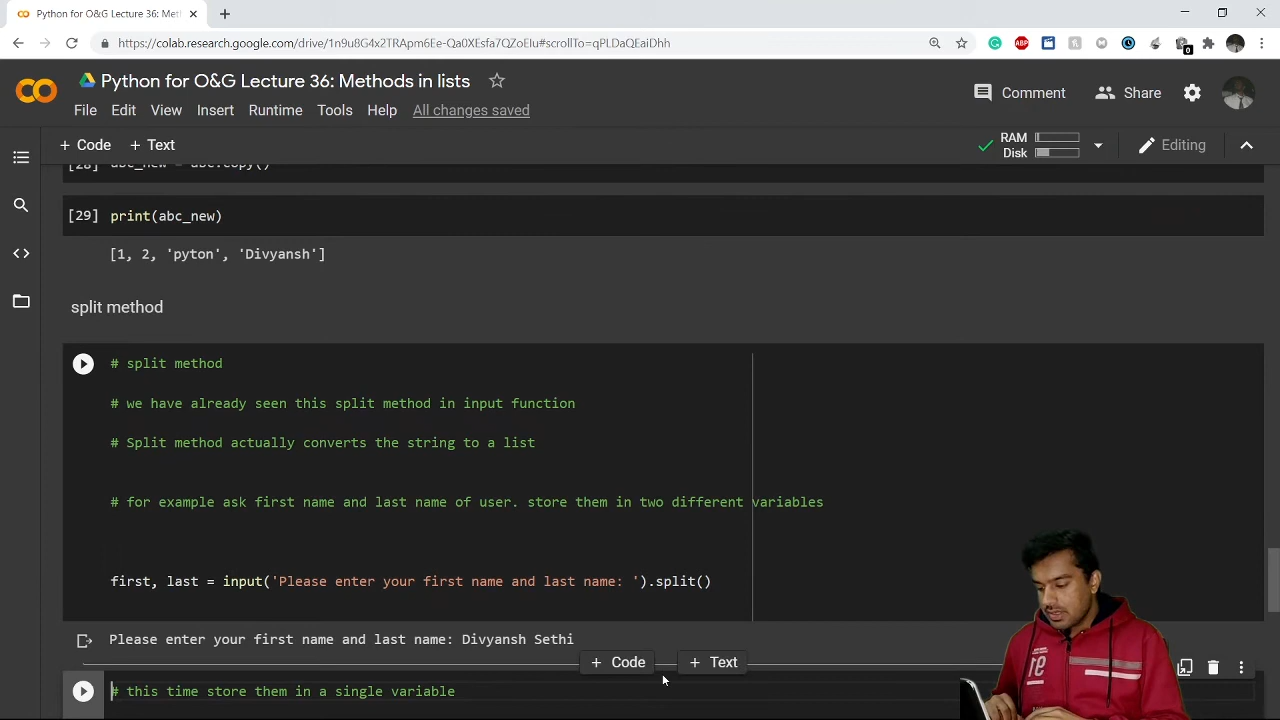 Python for O&G Lecture 36: Met
https://colab.research.google.com/drive/
Python for O&G Lecture 36: Methods in lists
File Edit View Insert Runtime Tools Help All changes saved
Comment Share
+ Code + Text
RAM
Disk
Editing
[28] abc_new = abc.copy()
[29] print(abc_new)
[1, 2, 'pyton', 'Divyansh']
split method
# split method
# we have already seen this split method in input function
# Split method actually converts the string to a list
# for example ask first name and last name of user. store them in two different variables
first, last = input('Please enter your first name and last name: ').split()
Please enter your first name and last name: Divyansh Sethi
+ Code + Text
# this time store them in a single variable